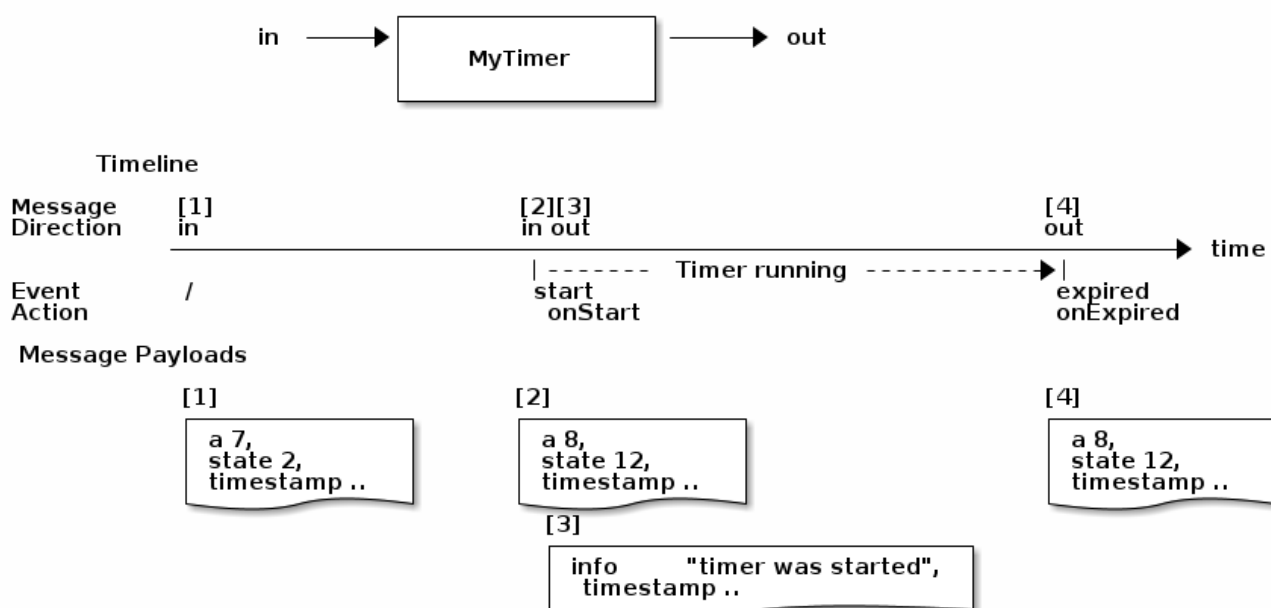 in MyTimer out
Timeline
Message [1] [2][3] [4]
Direction in in out out
time
| ------- Timer running ------------ |
Event / start expired
Action onStart onExpired
Message Payloads
[1] [2] [4]
a 7, a 8, a 8,
state 2, state 12, state 12,
timestamp .. timestamp .. timestamp ..
[3]
info "timer was started",
timestamp ..